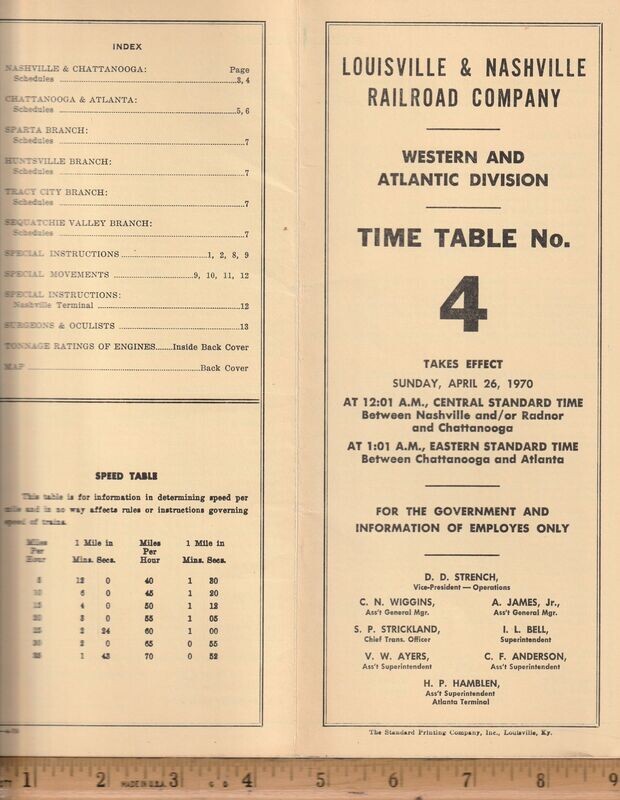 INDEX
NASHVILLE & CHATTANOOGA: Page
Schedules ... 3, 4
CHATTANOOGA & ATLANTA:
Schedules ... 5, 6
SPARTA BRANCH:
Schedules ... 7
HUNTSVILLE BRANCH:
Schedules ... 7
TRACY CITY BRANCH:
Schedules ... 7
SEQUATCHIE VALLEY BRANCH:
Schedules ... 7
SPECIAL INSTRUCTIONS ... 1, 2, 8, 9
SPECIAL MOVEMENTS ... 9, 10, 11, 12
SPECIAL INSTRUCTIONS:
Nashville Terminal ... 12
SURGEONS & OCULISTS ... 13
TONNAGE RATINGS OF ENGINES ... Inside Back Cover
MAP ... Back Cover
SPEED TABLE
This table is for information in determining speed per
mile and in no way affects rules or instructions governing
speed of trains.
Miles 1 Mile in Miles 1 Mile in
Per Per
Hour Mins. Secs. Hour Mins. Secs.
5 12 0 40 1 30
10 6 0 45 1 20
15 4 0 50 1 12
20 3 0 55 1 05
25 2 24 60 1 00
30 2 0 65 0 55
35 1 43 70 0 52
LOUISVILLE & NASHVILLE
RAILROAD COMPANY
WESTERN AND
ATLANTIC DIVISION
TIME TABLE No.
4
TAKES EFFECT
SUNDAY, APRIL 26, 1970
AT 12:01 A.M., CENTRAL STANDARD TIME
Between Nashville and/or Radnor
and Chattanooga
AT 1:01 A.M., EASTERN STANDARD TIME
Between Chattanooga and Atlanta
FOR THE GOVERNMENT AND
INFORMATION OF EMPLOYES ONLY
D. D. STRENCH,
Vice-President — Operations
C. N. WIGGINS, A. JAMES, Jr.,
Ass't General Mgr. Ass't General Mgr.
S. P. STRICKLAND, I. L. BELL,
Chief Trans. Officer Superintendent
V. W. AYERS, C. F. ANDERSON,
Ass't Superintendent Ass't Superintendent
H. P. HAMBLEN,
Ass't Superintendent
Atlanta Terminal
The Standard Printing Company, Inc., Louisville, Ky.
1 2 MADE IN U.S.A. 3 4 5 6 7 8 9